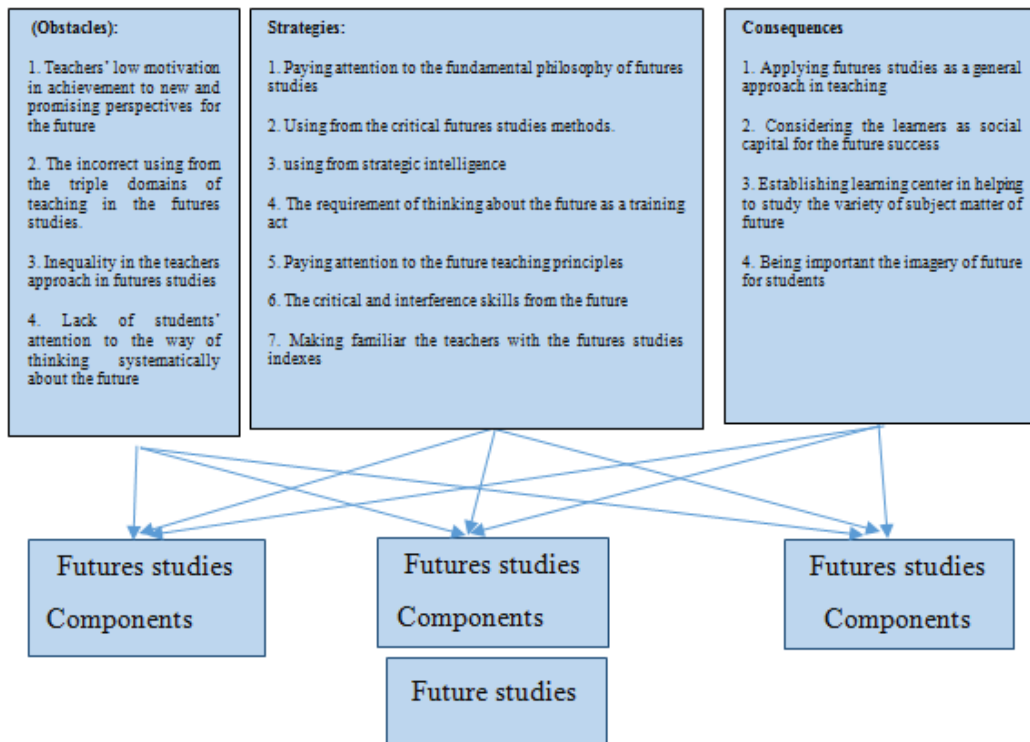 (Obstacles):
1. Teachers’ low motivation
in achievement to new and
promising perspectives for
the future
2. The incorrect using from
the triple domains of
teaching in the futures
studies.
3. Inequality in the teachers
approach in futures studies
4. Lack of students’
attention to the way of
thinking systematically
about the future
Strategies:
1. Paying attention to the fundamental philosophy of futures
studies
2. Using from the critical futures studies methods.
3. using from strategic intelligence
4. The requirement of thinking about the future as a training
act
5. Paying attention to the future teaching principles
6. The critical and interference skills from the future
7. Making familiar the teachers with the futures studies
indexes
Consequences
1. Applying futures studies as a general
approach in teaching
2. Considering the learners as social
capital for the future success
3. Establishing learning center in helping
to study the variety of subject matter of
future
4. Being important the imagery of future
for students
Futures studies
Components
Futures studies
Components
Futures studies
Components
Future studies